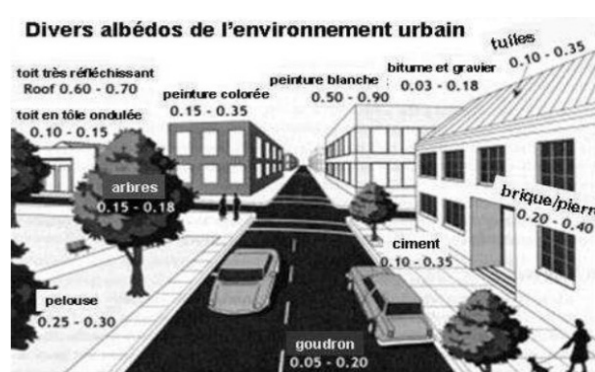 Divers albédos de l'environnement urbain
tuiles
0.10 - 0.35
toit très réfléchissant
Roof 0.60 - 0.70
peinture colorée
0.15 - 0.35
peinture blanche :
0.50 - 0.90
bitume et gravier
0.03 - 0.18
toit en tôle ondulée
0.10 - 0.15
arbres
0.15 - 0.18
brique/pierr
0.20 - 0.40
ciment
0.10 - 0.35
pelouse
0.25 - 0.30
goudron
0.05 - 0.20